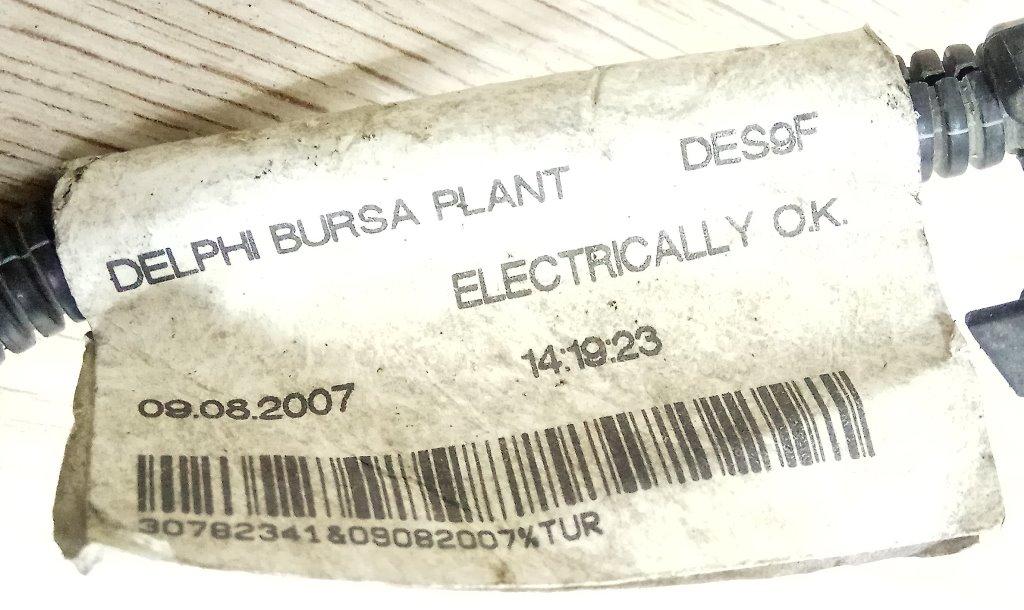 DELPHI BURSA PLANT DES9F
ELECTRICALLY O.K.
09.08.2007 14:19:23
30782341&09082007%TUR